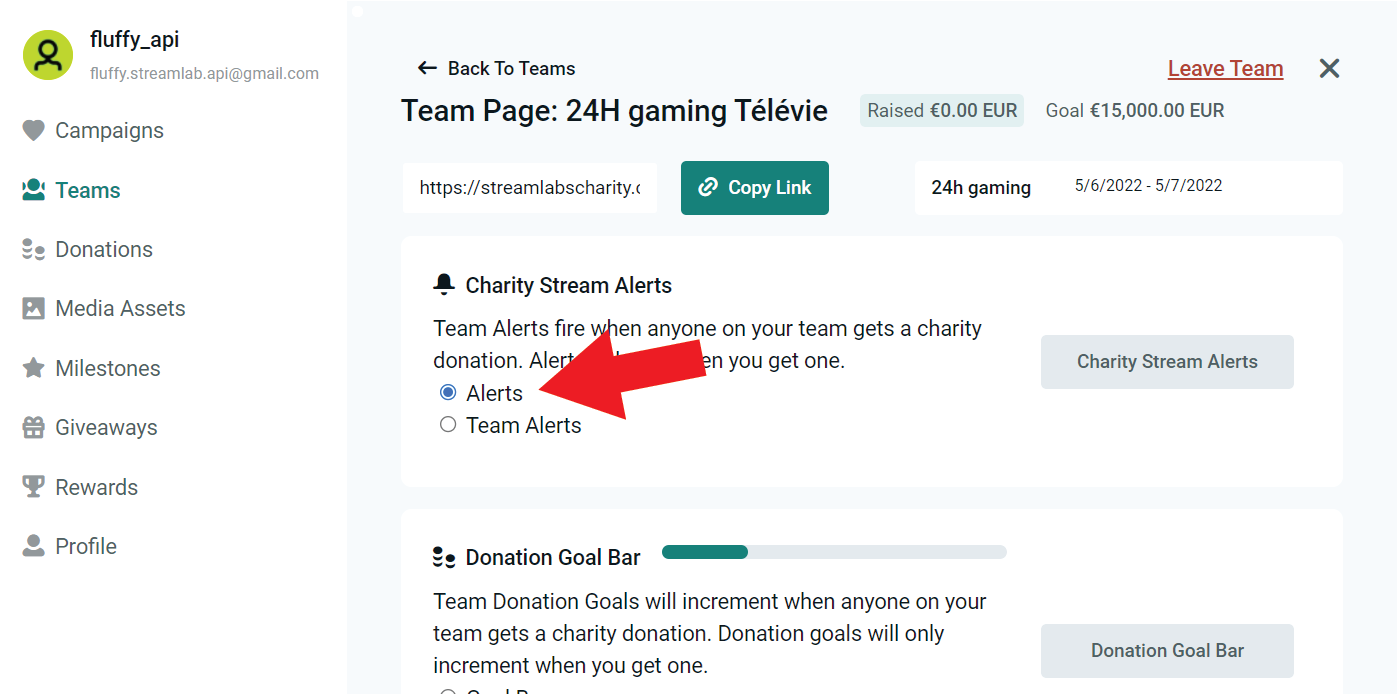 fluffy_api
fluffy.streamlab.api@gmail.com
Campaigns
Teams
Donations
Media Assets
Milestones
Giveaways
Rewards
Profile
Back To Teams
Leave Team
Team Page: 24H gaming Télévie
Raised €0.00 EUR
Goal €15,000.00 EUR
https://streamlabscharity.c
Copy Link
24h gaming
5/6/2022 - 5/7/2022
Charity Stream Alerts
Team Alerts fire when anyone on your team gets a charity
donation. when you get one.
Alerts
Team Alerts
Charity Stream Alerts
Donation Goal Bar
Team Donation Goals will increment when anyone on your
team gets a charity donation. Donation goals will only
increment when you get one.
Donation Goal Bar